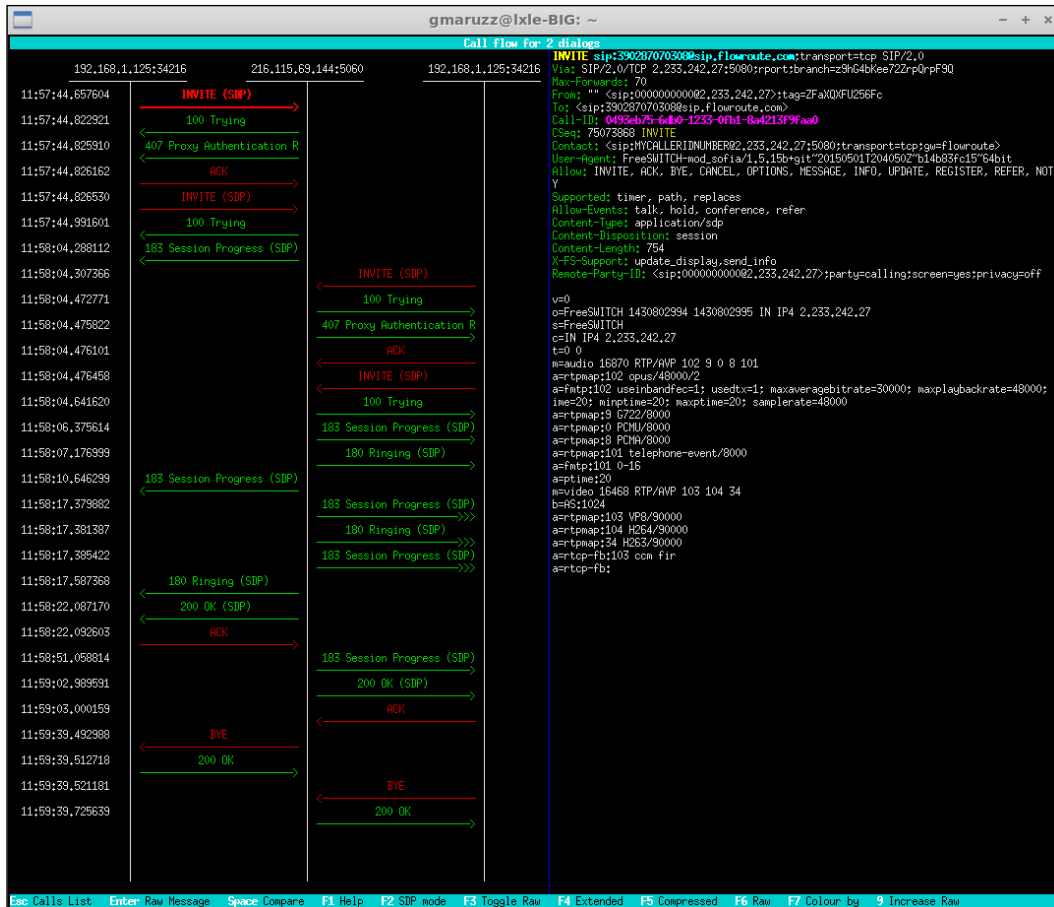 gmaruzz@lxle-BIG: ~
Call flow for 2 dialogs
192.168.1.125:34216 216.115.69.144:5060 192.168.1.125:34216
11:57:44.657604 INVITE (SDP)
11:57:44.822921 100 Trying
11:57:44.825910 407 Proxy Authentication R
11:57:44.826162 ACK
11:57:44.826530 INVITE (SDP)
11:57:44.991601 100 Trying
11:58:04.288112 183 Session Progress (SDP)
11:58:04.307366 INVITE (SDP)
11:58:04.472771 100 Trying
11:58:04.475822 407 Proxy Authentication R
11:58:04.476101 ACK
11:58:04.476458 INVITE (SDP)
11:58:04.641620 100 Trying
11:58:06.375614 183 Session Progress (SDP)
11:58:07.176999 180 Ringing (SDP)
11:58:10.646299 183 Session Progress (SDP)
11:58:17.379882 183 Session Progress (SDP)
11:58:17.381387 180 Ringing (SDP)
11:58:17.385422 183 Session Progress (SDP)
11:58:17.587368 180 Ringing (SDP)
11:58:22.087170 200 OK (SDP)
11:58:22.092603 ACK
11:58:51.058814 183 Session Progress (SDP)
11:59:02.989591 200 OK (SDP)
11:59:03.000159 ACK
11:59:39.492988 BYE
11:59:39.512718 200 OK
11:59:39.521181 BYE
11:59:39.725639 200 OK
INVITE sip:390287070308@sip.flowroute.com;transport=tcp SIP/2.0
Via: SIP/2.0/TCP 2.233.242.27:5080;rport;branch=z9hG4bKee72ZrpQrpF9Q
Max-Forwards: 70
From: "" <sip:0000000000@2.233.242.27>;tag=ZFaXQXFU256Fc
To: <sip:390287070308@sip.flowroute.com>
Call-ID: 0493eb75-6db0-1233-0fb1-8a4213f9faa0
CSeq: 75073868 INVITE
Contact: <sip:MYCALLERIDNUMBER@2.233.242.27:5080;transport=tcp;gw=flowroute>
User-Agent: FreeSWITCH-mod_sofia/1.5.15b+git~20150501T204050Z~b14b83fc15~64bit
Allow: INVITE, ACK, BYE, CANCEL, OPTIONS, MESSAGE, INFO, UPDATE, REGISTER, REFER, NOT
Y
Supported: timer, path, replaces
Allow-Events: talk, hold, conference, refer
Content-Type: application/sdp
Content-Disposition: session
Content-Length: 754
X-FS-Support: update_display,send_info
Remote-Party-ID: <sip:0000000000@2.233.242.27>;party=calling;screen=yes;privacy=off
v=0
o=FreeSWITCH 1430802994 1430802995 IN IP4 2.233.242.27
s=FreeSWITCH
c=IN IP4 2.233.242.27
t=0 0
m=audio 16870 RTP/AVP 102 9 0 8 101
a=rtpmap:102 opus/48000/2
a=fmtp:102 useinbandfec=1; usedtx=1; maxaveragebitrate=30000; maxplaybackrate=48000;
ime=20; minptime=20; maxptime=20; samplerate=48000
a=rtpmap:9 G722/8000
a=rtpmap:0 PCMU/8000
a=rtpmap:8 PCMA/8000
a=rtpmap:101 telephone-event/8000
a=fmtp:101 0-16
a=ptime:20
m=video 16468 RTP/AVP 103 104 34
b=AS:1024
a=rtpmap:103 VP8/90000
a=rtpmap:104 H264/90000
a=rtpmap:34 H263/90000
a=rtcp-fb:103 ccm fir
a=rtcp-fb:
Esc Calls List Enter Raw Message Space Compare F1 Help F2 SDP mode F3 Toggle Raw F4 Extended F5 Compressed F6 Raw F7 Colour by 9 Increase Raw